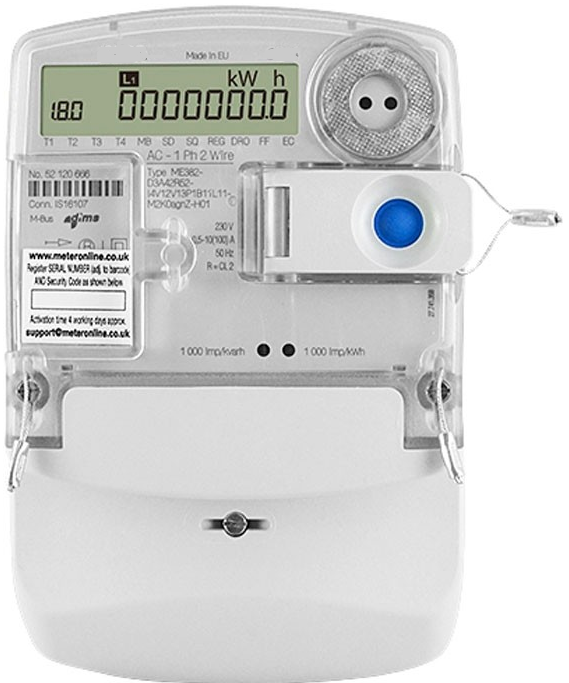 Made in EU
L1 kW h
1.8.0 0000000.0
T1 T2 T3 T4 MB SD SQ REG DRO FF EC
AC - 1 Ph 2 Wire
No. 52 120 666
Conn. IS16107
M-Bus
Type ME382-
D3A42R52-
M2K0sgnZ-H01
230 V
0,5-10(100) A
50 Hz
R = CL 2
www.meteronline.co.uk
Register SERIAL NUMBER (adj. to barcode)
AND Security Code as shown below
Activation time 4 working days approx.
support@meteronline.co.uk
1 000 Imp/kvarh 1 000 Imp/kWh